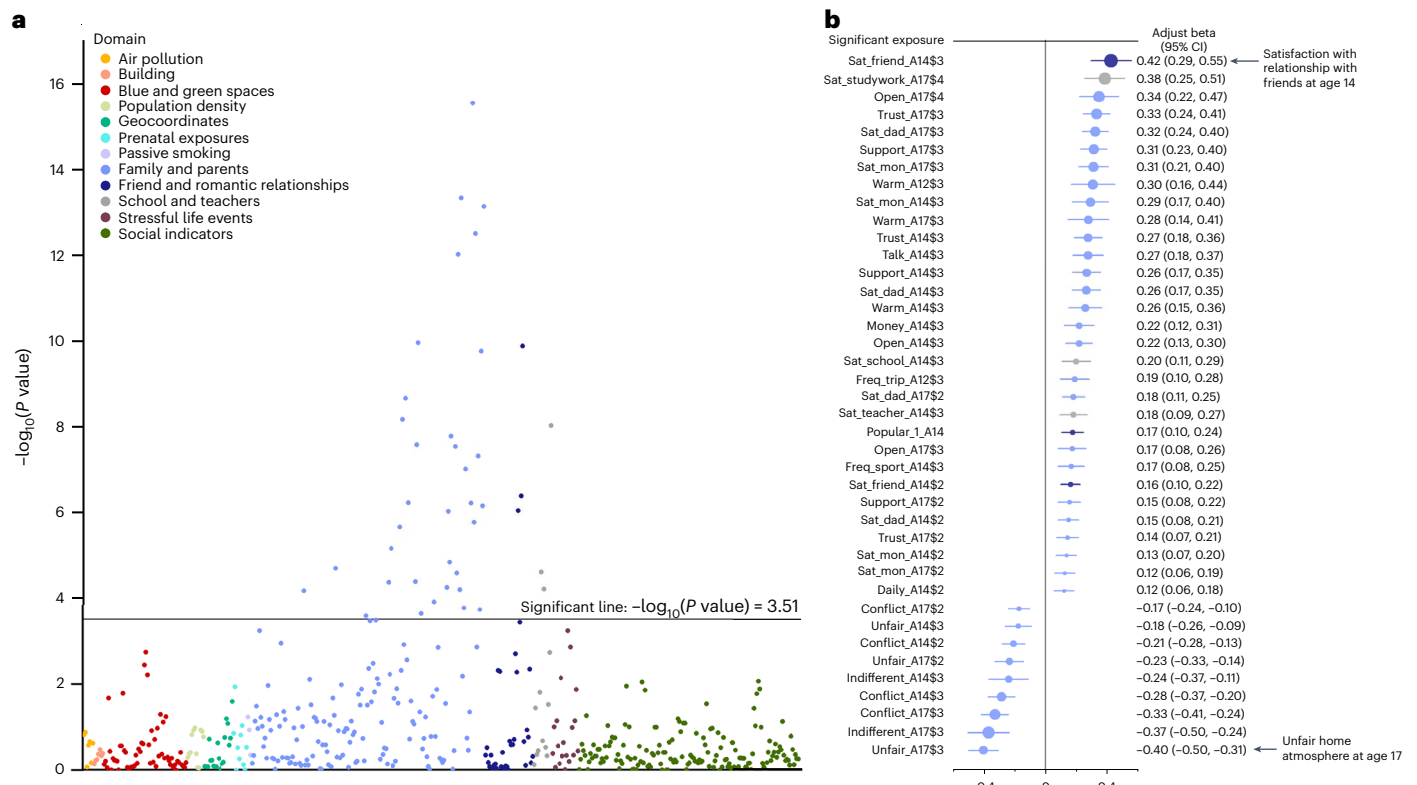 a
Domain
Air pollution
Building
Blue and green spaces
Population density
Geocoordinates
Prenatal exposures
Passive smoking
Family and parents
Friend and romantic relationships
School and teachers
Stressful life events
Social indicators
16
14
12
10
8
6
4
2
0
–log10(P value)
Significant line: –log10(P value) = 3.51
b
Significant exposure
Adjust beta
(95% CI)
Sat_friend_A14$3 0.42 (0.29, 0.55)
Sat_studywork_A17$4 0.38 (0.25, 0.51)
Open_A17$4 0.34 (0.22, 0.47)
Trust_A17$3 0.33 (0.24, 0.41)
Sat_dad_A17$3 0.32 (0.24, 0.40)
Support_A17$3 0.31 (0.23, 0.40)
Sat_mon_A17$3 0.31 (0.21, 0.40)
Warm_A12$3 0.30 (0.16, 0.44)
Sat_mon_A14$3 0.29 (0.17, 0.40)
Warm_A17$3 0.28 (0.14, 0.41)
Trust_A14$3 0.27 (0.18, 0.36)
Talk_A14$3 0.27 (0.18, 0.37)
Support_A14$3 0.26 (0.17, 0.35)
Sat_dad_A14$3 0.26 (0.17, 0.35)
Warm_A14$3 0.26 (0.15, 0.36)
Money_A14$3 0.22 (0.12, 0.31)
Open_A14$3 0.22 (0.13, 0.30)
Sat_school_A14$3 0.20 (0.11, 0.29)
Freq_trip_A12$3 0.19 (0.10, 0.28)
Sat_dad_A17$2 0.18 (0.11, 0.25)
Sat_teacher_A14$3 0.18 (0.09, 0.27)
Popular_1_A14 0.17 (0.10, 0.24)
Open_A17$3 0.17 (0.08, 0.26)
Freq_sport_A14$3 0.17 (0.08, 0.25)
Sat_friend_A14$2 0.16 (0.10, 0.22)
Support_A17$2 0.15 (0.08, 0.22)
Sat_dad_A14$2 0.15 (0.08, 0.21)
Trust_A17$2 0.14 (0.07, 0.21)
Sat_mon_A14$2 0.13 (0.07, 0.20)
Sat_mon_A17$2 0.12 (0.06, 0.19)
Daily_A14$2 0.12 (0.06, 0.18)
Conflict_A17$2 –0.17 (–0.24, –0.10)
Unfair_A14$3 –0.18 (–0.26, –0.09)
Conflict_A14$2 –0.21 (–0.28, –0.13)
Unfair_A17$2 –0.23 (–0.33, –0.14)
Indifferent_A14$3 –0.24 (–0.37, –0.11)
Conflict_A14$3 –0.28 (–0.37, –0.20)
Conflict_A17$3 –0.33 (–0.41, –0.24)
Indifferent_A17$3 –0.37 (–0.50, –0.24)
Unfair_A17$3 –0.40 (–0.50, –0.31)
Satisfaction with
relationship with
friends at age 14
Unfair home
atmosphere at age 17